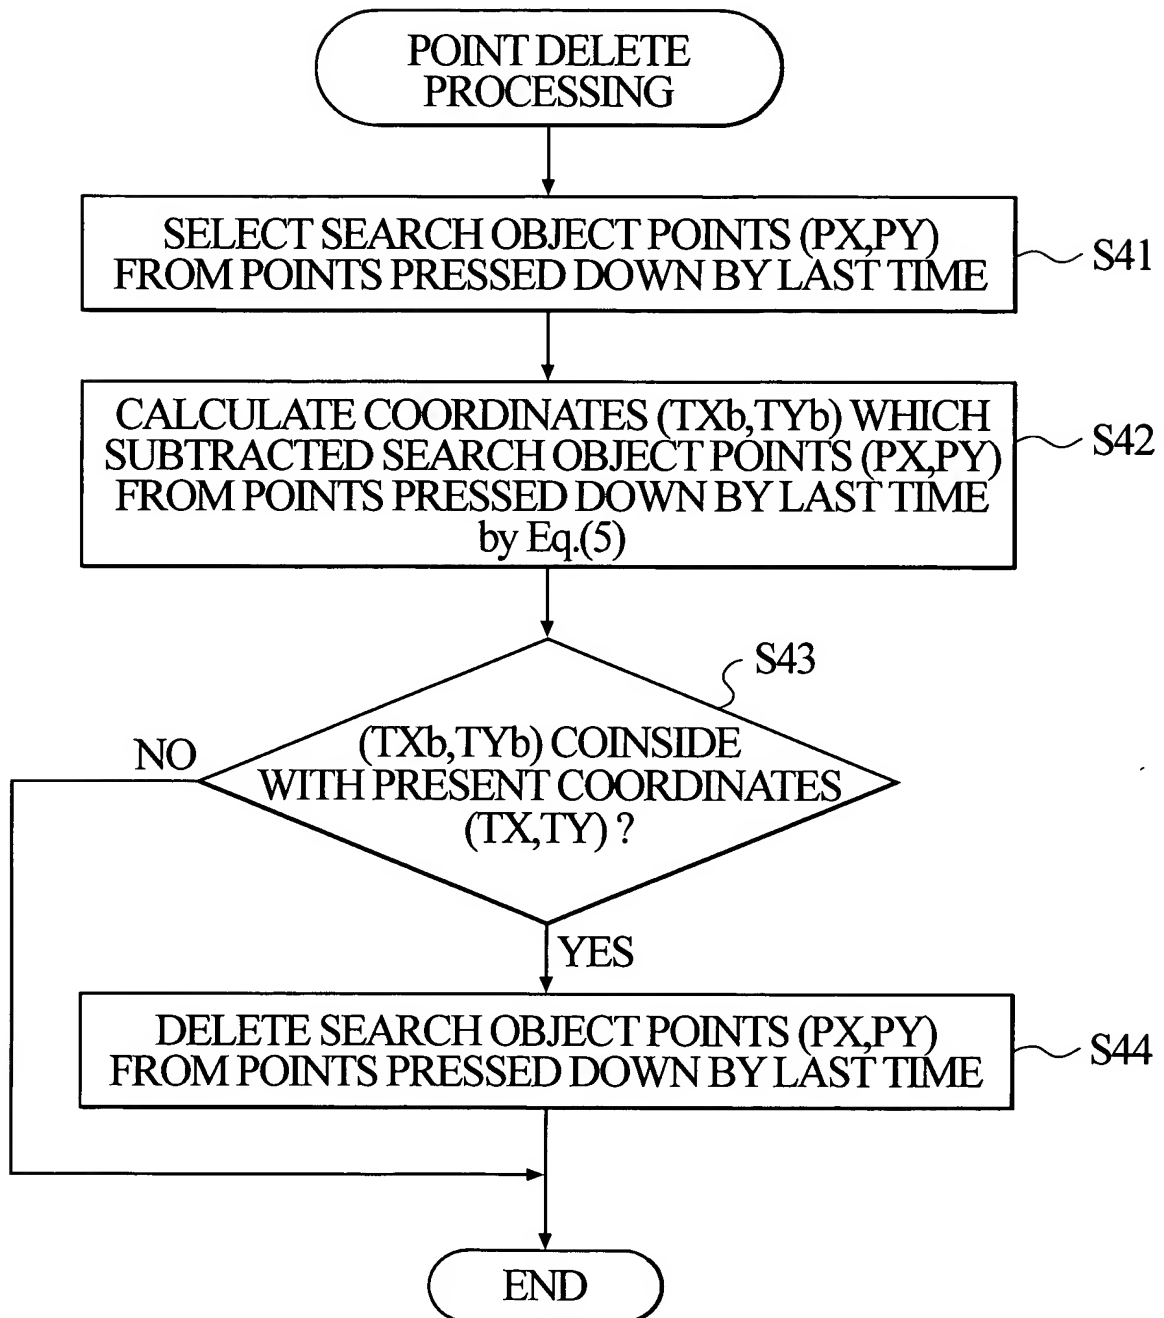 POINT DELETE
PROCESSING
SELECT SEARCH OBJECT POINTS (PX,PY)
FROM POINTS PRESSED DOWN BY LAST TIME
S41
CALCULATE COORDINATES (TXb,TYb) WHICH
SUBTRACTED SEARCH OBJECT POINTS (PX,PY)
FROM POINTS PRESSED DOWN BY LAST TIME
by Eq.(5)
S42
S43
(TXb,TYb) COINSIDE
WITH PRESENT COORDINATES
(TX,TY) ?
NO
YES
DELETE SEARCH OBJECT POINTS (PX,PY)
FROM POINTS PRESSED DOWN BY LAST TIME
S44
END